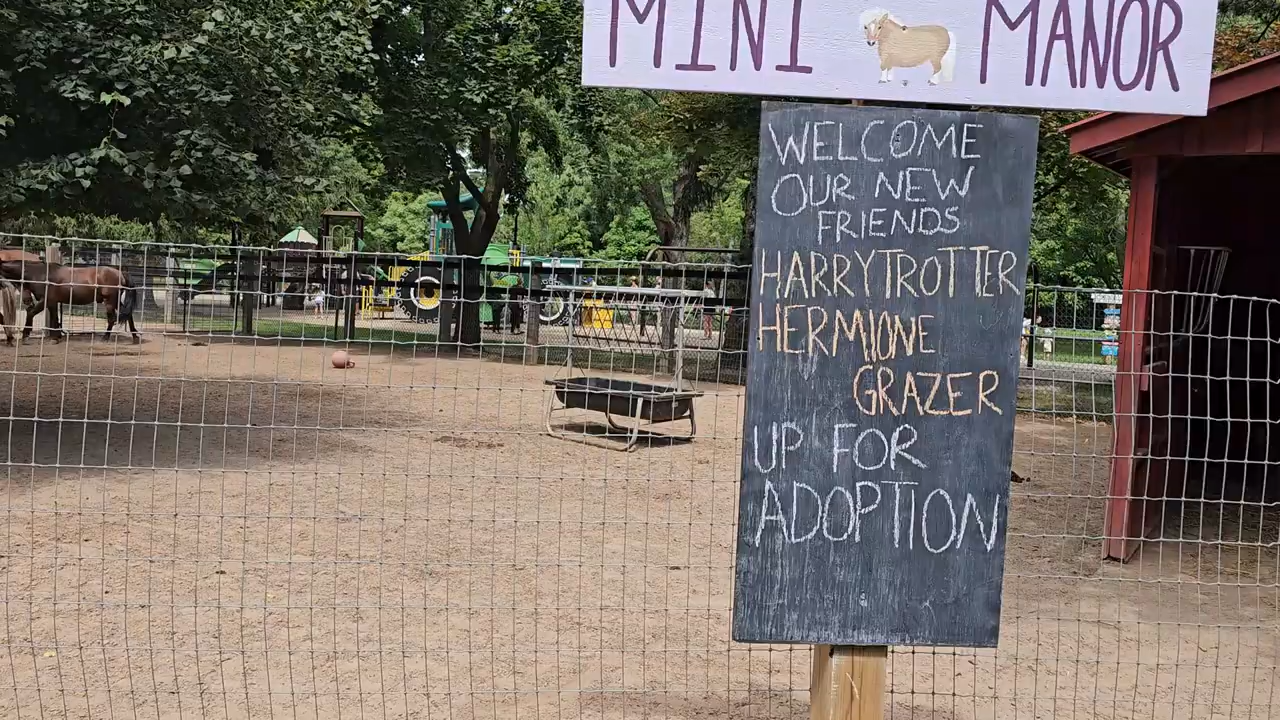 MINI MANOR
WELCOME
OUR NEW
FRIENDS
HARRYTROTTER
HERMIONE
GRAZER
UP FOR
ADOPTION